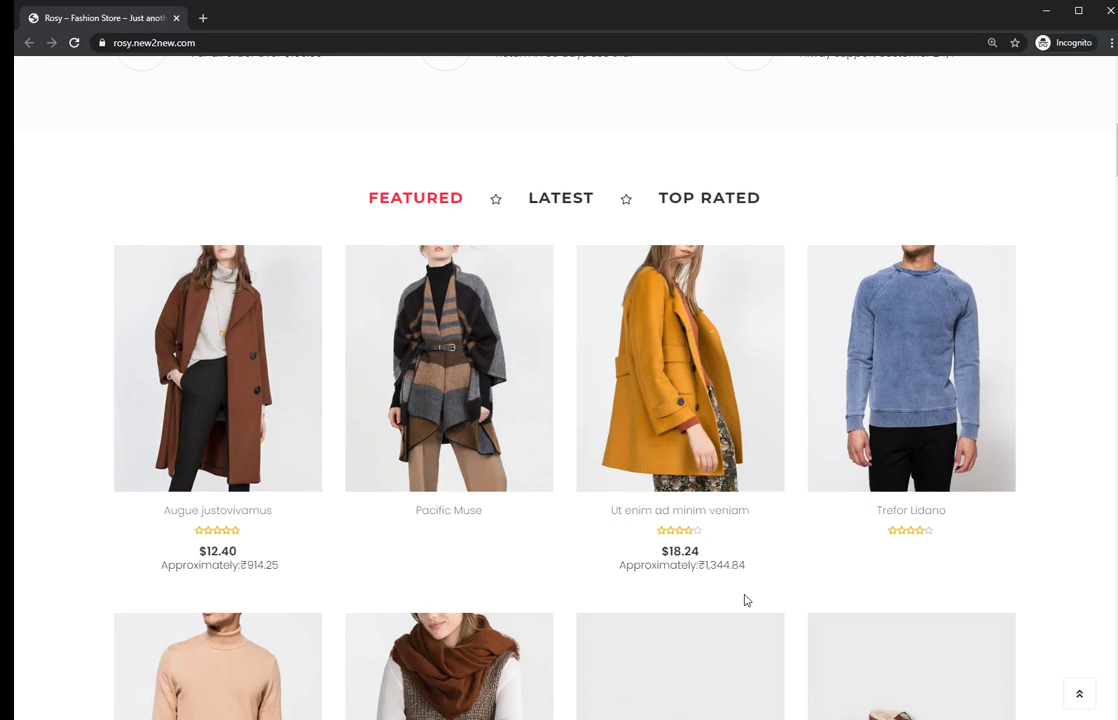 Rosy – Fashion Store – Just anoth
rosy.new2new.com
Incognito
FEATURED
LATEST
TOP RATED
Augue justovivamus
$12.40
Approximately:₹914.25
Pacific Muse
Ut enim ad minim veniam
$18.24
Approximately:₹1,344.84
Trefor Lidano